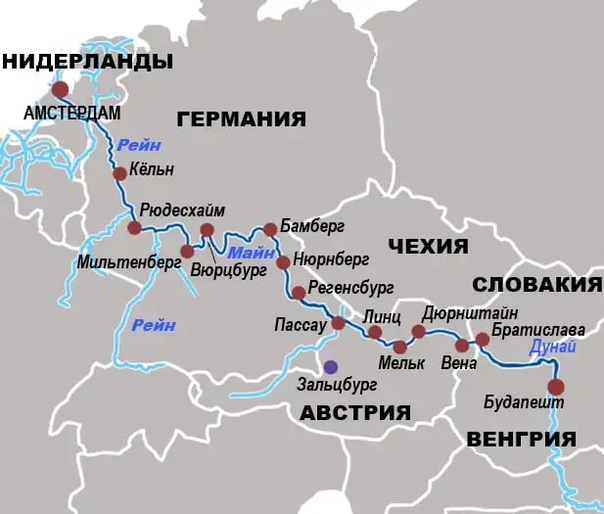 НИДЕРЛАНДЫ
АМСТЕРДАМ
ГЕРМАНИЯ
Рейн
Кёльн
Рюдесхайм
Бамберг
Майн
Мильтенберг
Вюрцбург
Нюрнберг
ЧЕХИЯ
Регенсбург
СЛОВАКИЯ
Рейн
Пассау
Линц
Дюрнштайн
Братислава
Дунай
Мельк
Вена
Зальцбург
Будапешт
АВСТРИЯ
ВЕНГРИЯ